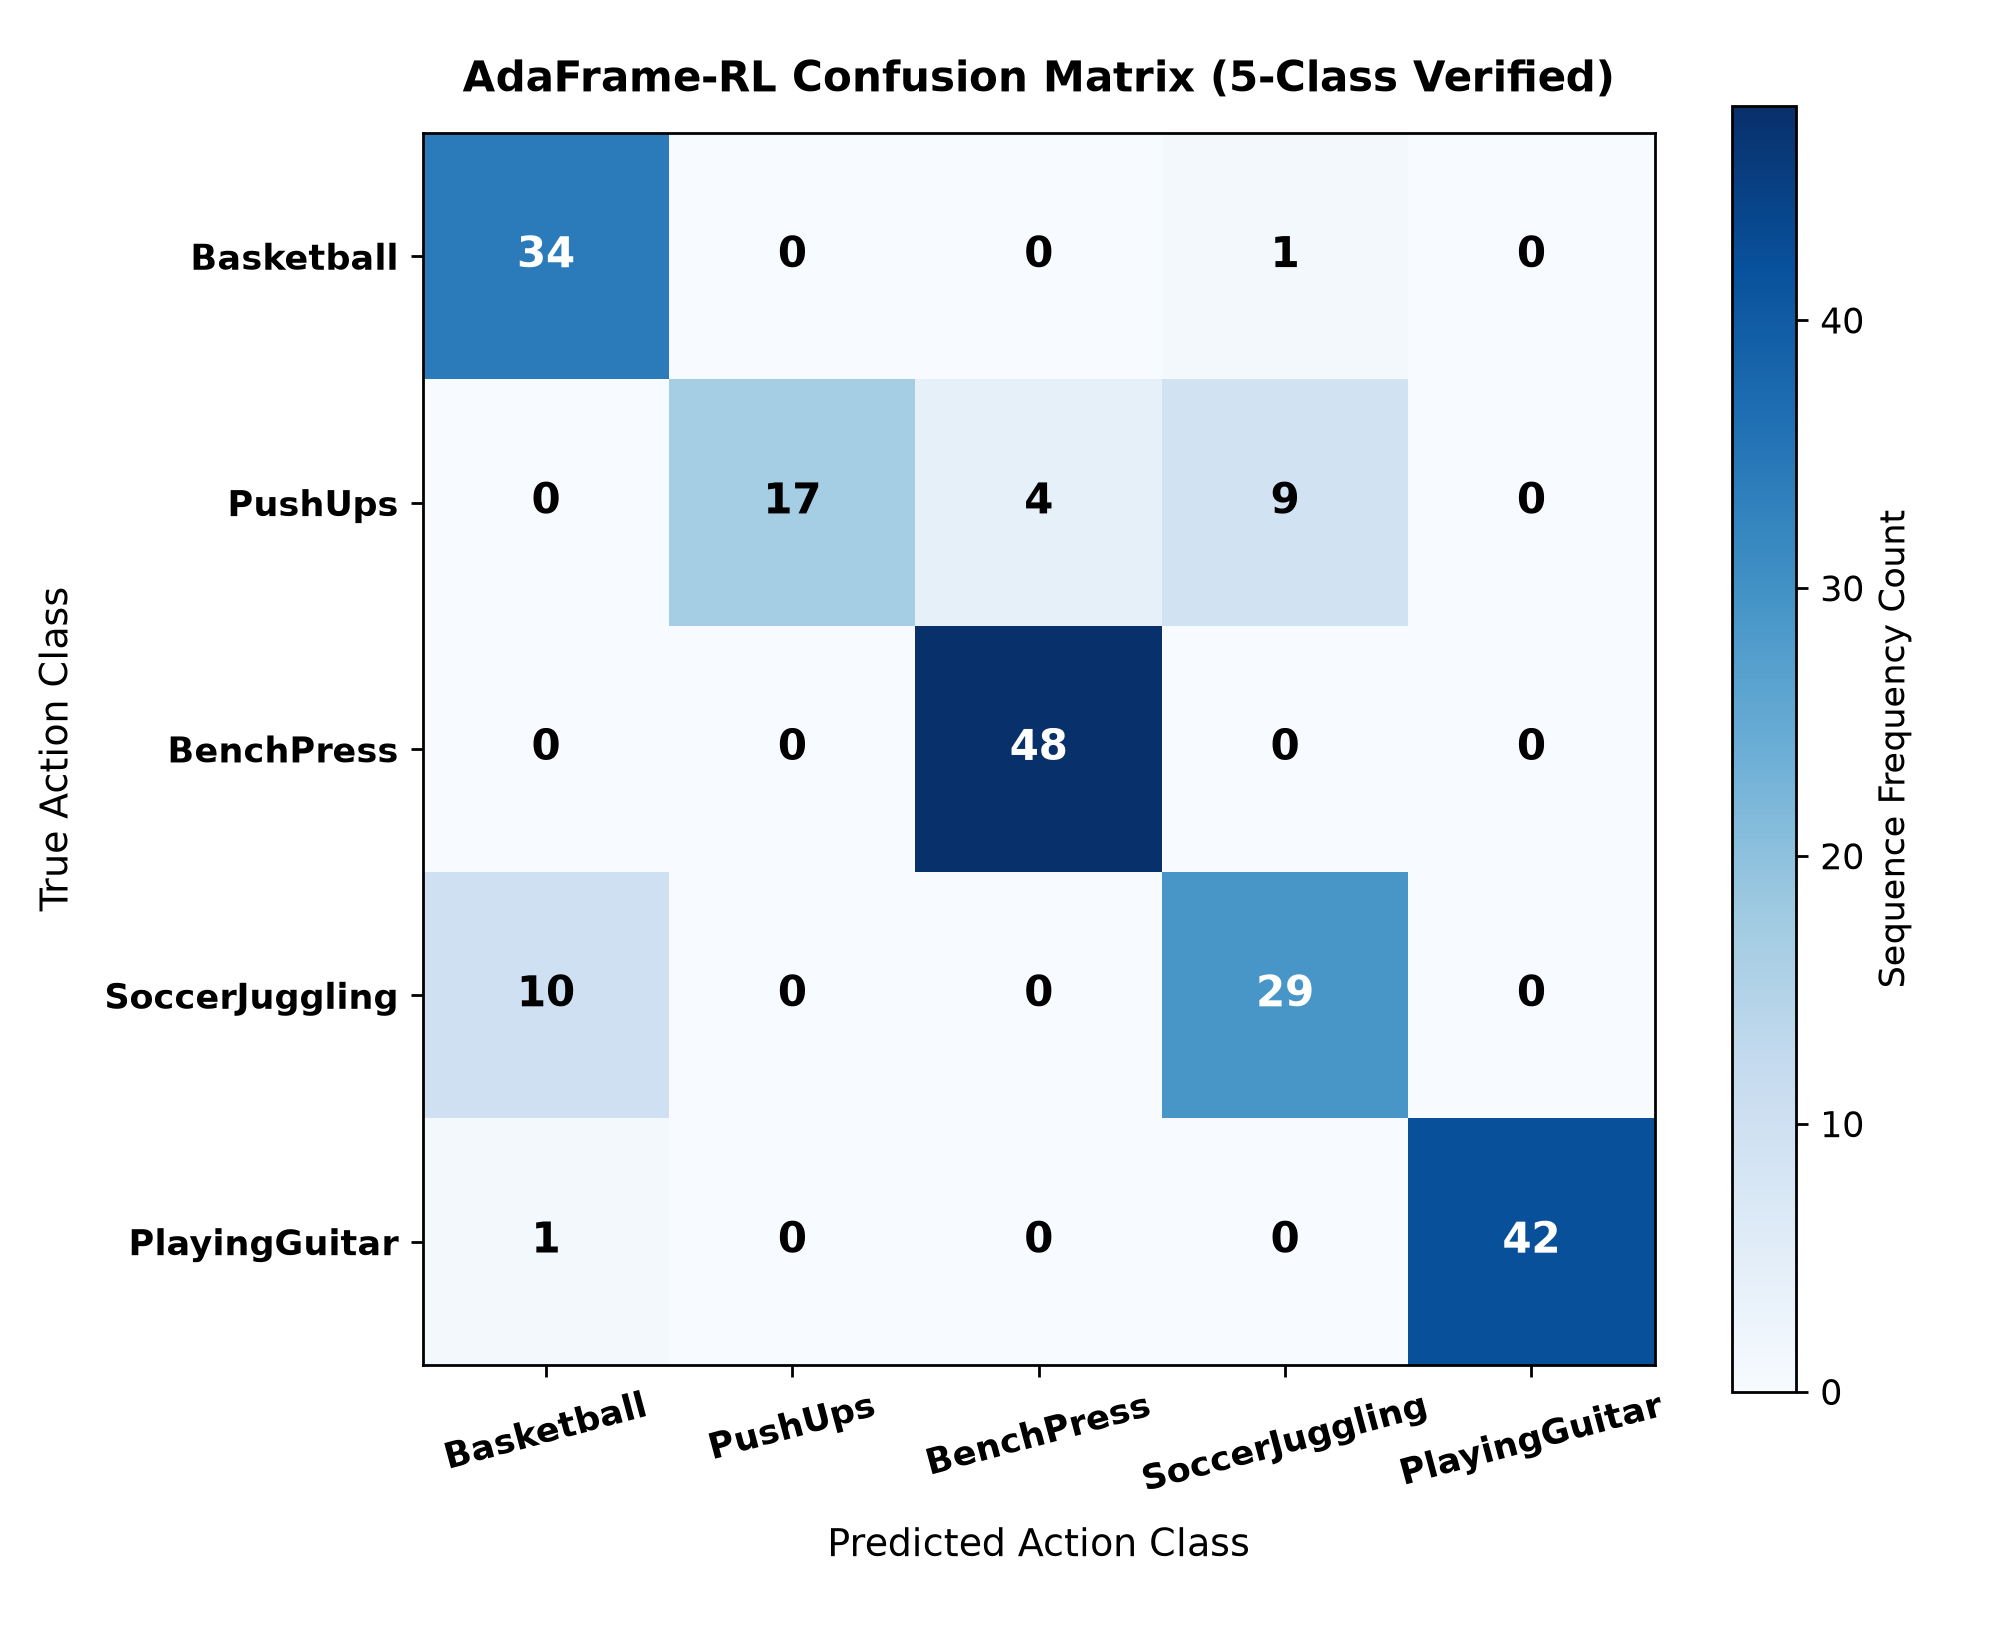 AdaFrame-RL Confusion Matrix (5-Class Verified)
True Action Class
Basketball 34 0 0 1 0
PushUps 0 17 4 9 0
BenchPress 0 0 48 0 0
SoccerJuggling 10 0 0 29 0
PlayingGuitar 1 0 0 0 42
Basketball PushUps BenchPress SoccerJuggling PlayingGuitar
Predicted Action Class
40
30
20
10
0
Sequence Frequency Count